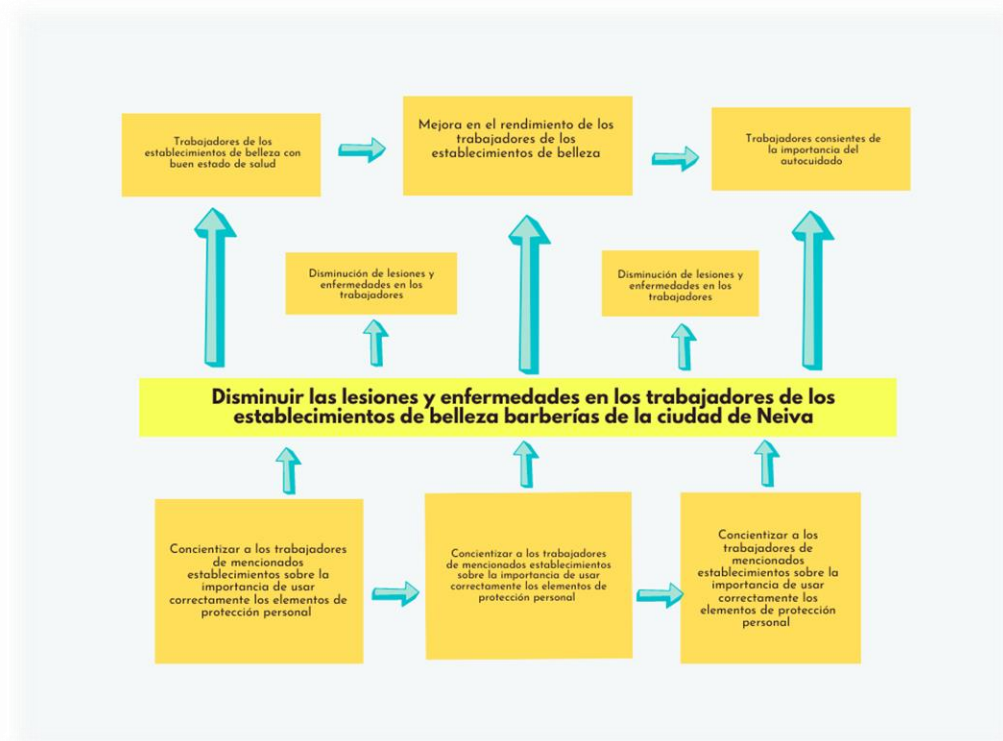 Trabajadores de los
establecimientos de belleza con
buen estado de salud
Mejora en el rendimiento de los
trabajadores de los
establecimientos de belleza
Trabajadores consientes de
la importancia del
autocuidado
Disminución de lesiones y
enfermedades en los
trabajadores
Disminución de lesiones y
enfermedades en los
trabajadores
Disminuir las lesiones y enfermedades en los trabajadores de los
establecimientos de belleza barberías de la ciudad de Neiva
Concientizar a los trabajadores
de mencionados
establecimientos sobre la
importancia de usar
correctamente los elementos de
protección personal
Concientizar a los trabajadores
de mencionados establecimientos
sobre la importancia de usar
correctamente los elementos de
protección personal
Concientizar a los
trabajadores de
mencionados
establecimientos sobre la
importancia de usar
correctamente los
elementos de protección
personal